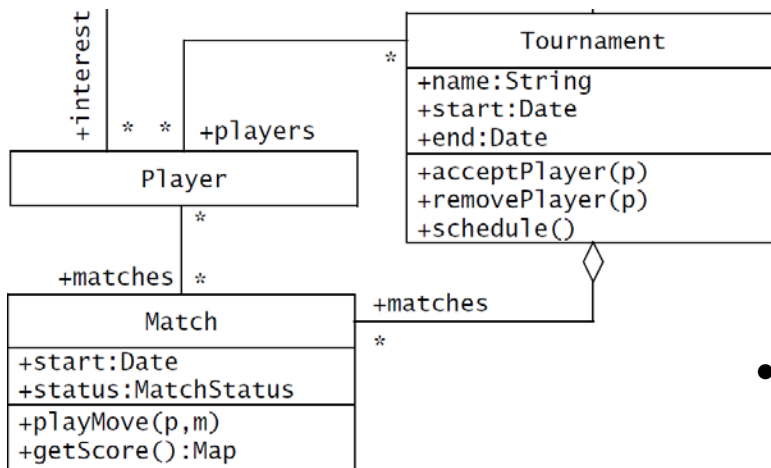 Tournament
*
+name:String
+start:Date
+end:Date
+interest
* *
+players
Player
+acceptPlayer(p)
+removePlayer(p)
+schedule()
*
+matches *
+matches
*
Match
+start:Date
+status:MatchStatus
+playMove(p,m)
+getScore():Map
•